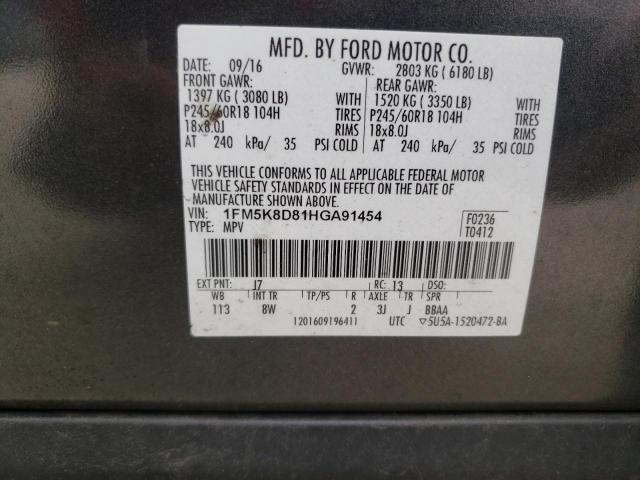 MFD. BY FORD MOTOR CO.
DATE: 09/16 GVWR: 2803 KG ( 6180 LB)
FRONT GAWR: REAR GAWR:
1397 KG ( 3080 LB) WITH 1520 KG ( 3350 LB) WITH
P245/60R18 104H TIRES P245/60R18 104H TIRES
18x8.0J RIMS 18x8.0J RIMS
AT 240 kPa/ 35 PSI COLD AT 240 kPa/ 35 PSI COLD
THIS VEHICLE CONFORMS TO ALL APPLICABLE FEDERAL MOTOR
VEHICLE SAFETY STANDARDS IN EFFECT ON THE DATE OF
MANUFACTURE SHOWN ABOVE.
VIN: 1FM5K8D81HGA91454 F0236
TYPE: MPV T0412
EXT PNT: J7 RC: 13 DSO:
WB INT TR TP/PS R AXLE TR SPR
113 8W 2 3J J BBAA
1201609196411 UTC ▽5U5A-1520472-BA